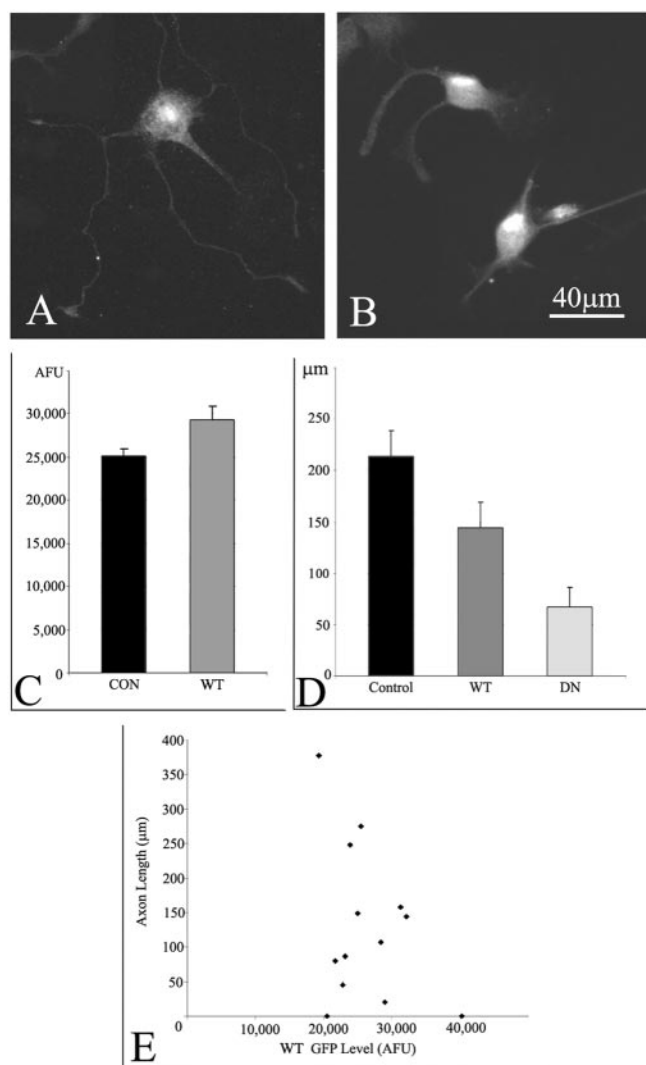 A
B
40µm
AFU
30,000
25,000
20,000
15,000
10,000
5,000
0
CON WT
C
µm
250
200
150
100
50
0
Control WT DN
D
400
350
300
250
200
150
100
50
0
Axon Length (µm)
10,000 20,000 30,000 40,000
WT GFP Level (AFU)
E